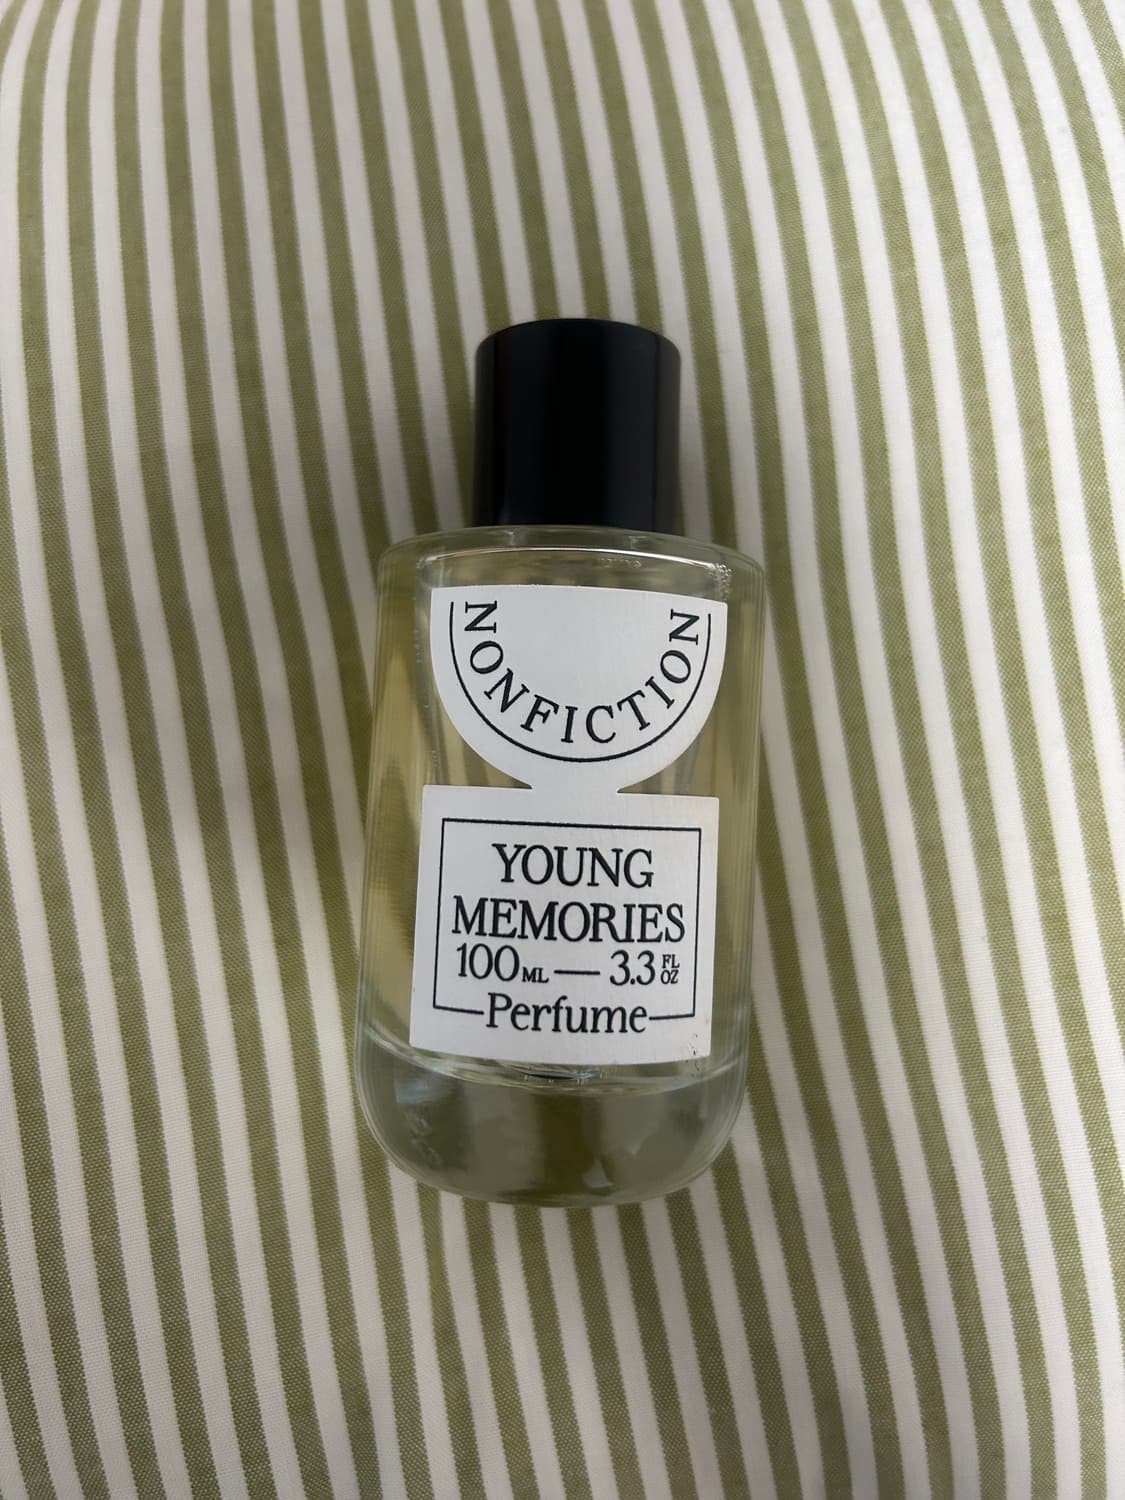 NONFICTION
YOUNG
MEMORIES
100ML — 3.3 FL OZ
Perfume